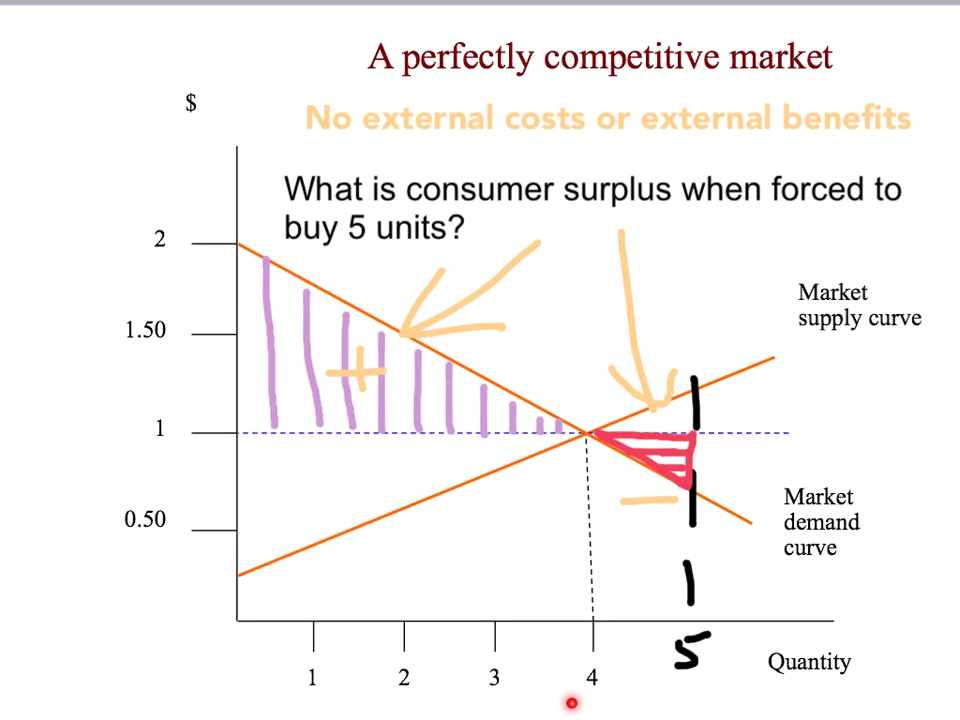 A perfectly competitive market
$
No external costs or external benefits
What is consumer surplus when forced to
buy 5 units?
2
Market
supply curve
1.50
1
Market
demand
curve
0.50
1
2
3
4
5
Quantity